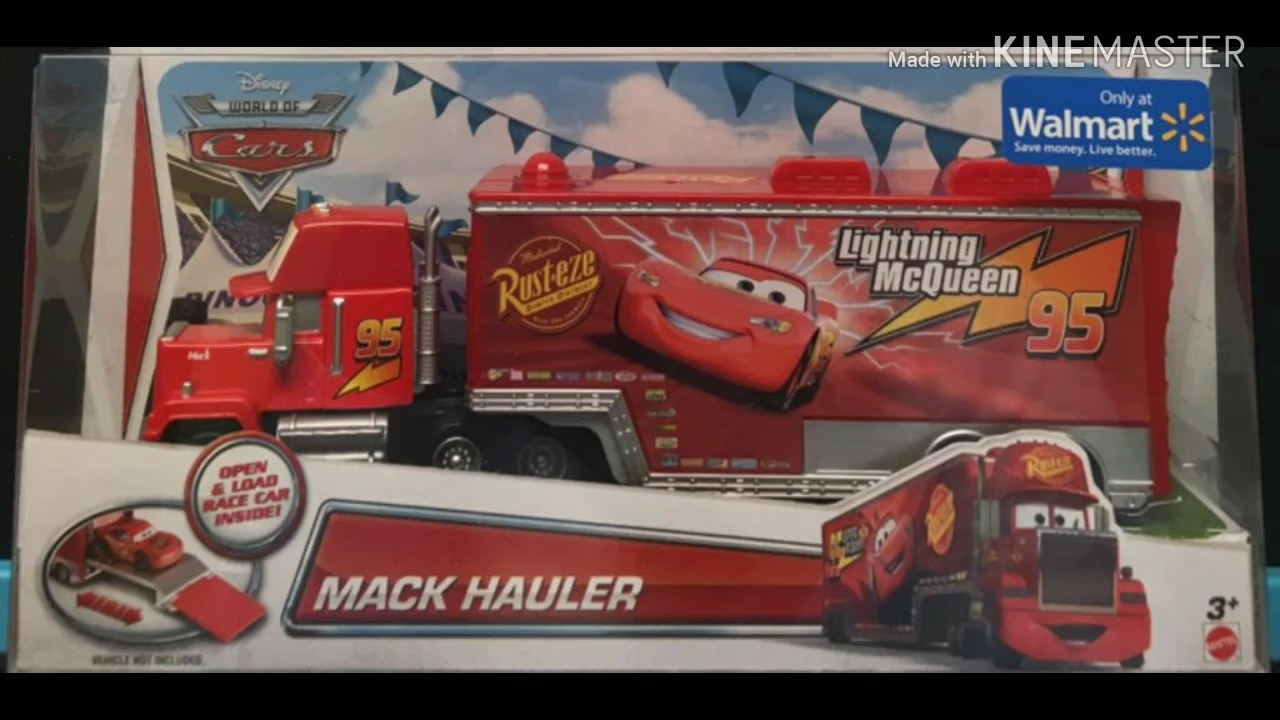 Made with KINEMASTER
Disney
WORLD OF
Cars
Only at
Walmart
Save money. Live better.
Lightning
McQueen
95
Rust-eze
Mack
95
OPEN
& LOAD
RACE CAR
INSIDE!
Rust-eze
MACK HAULER
3+
MATTEL
VEHICLE NOT INCLUDED.